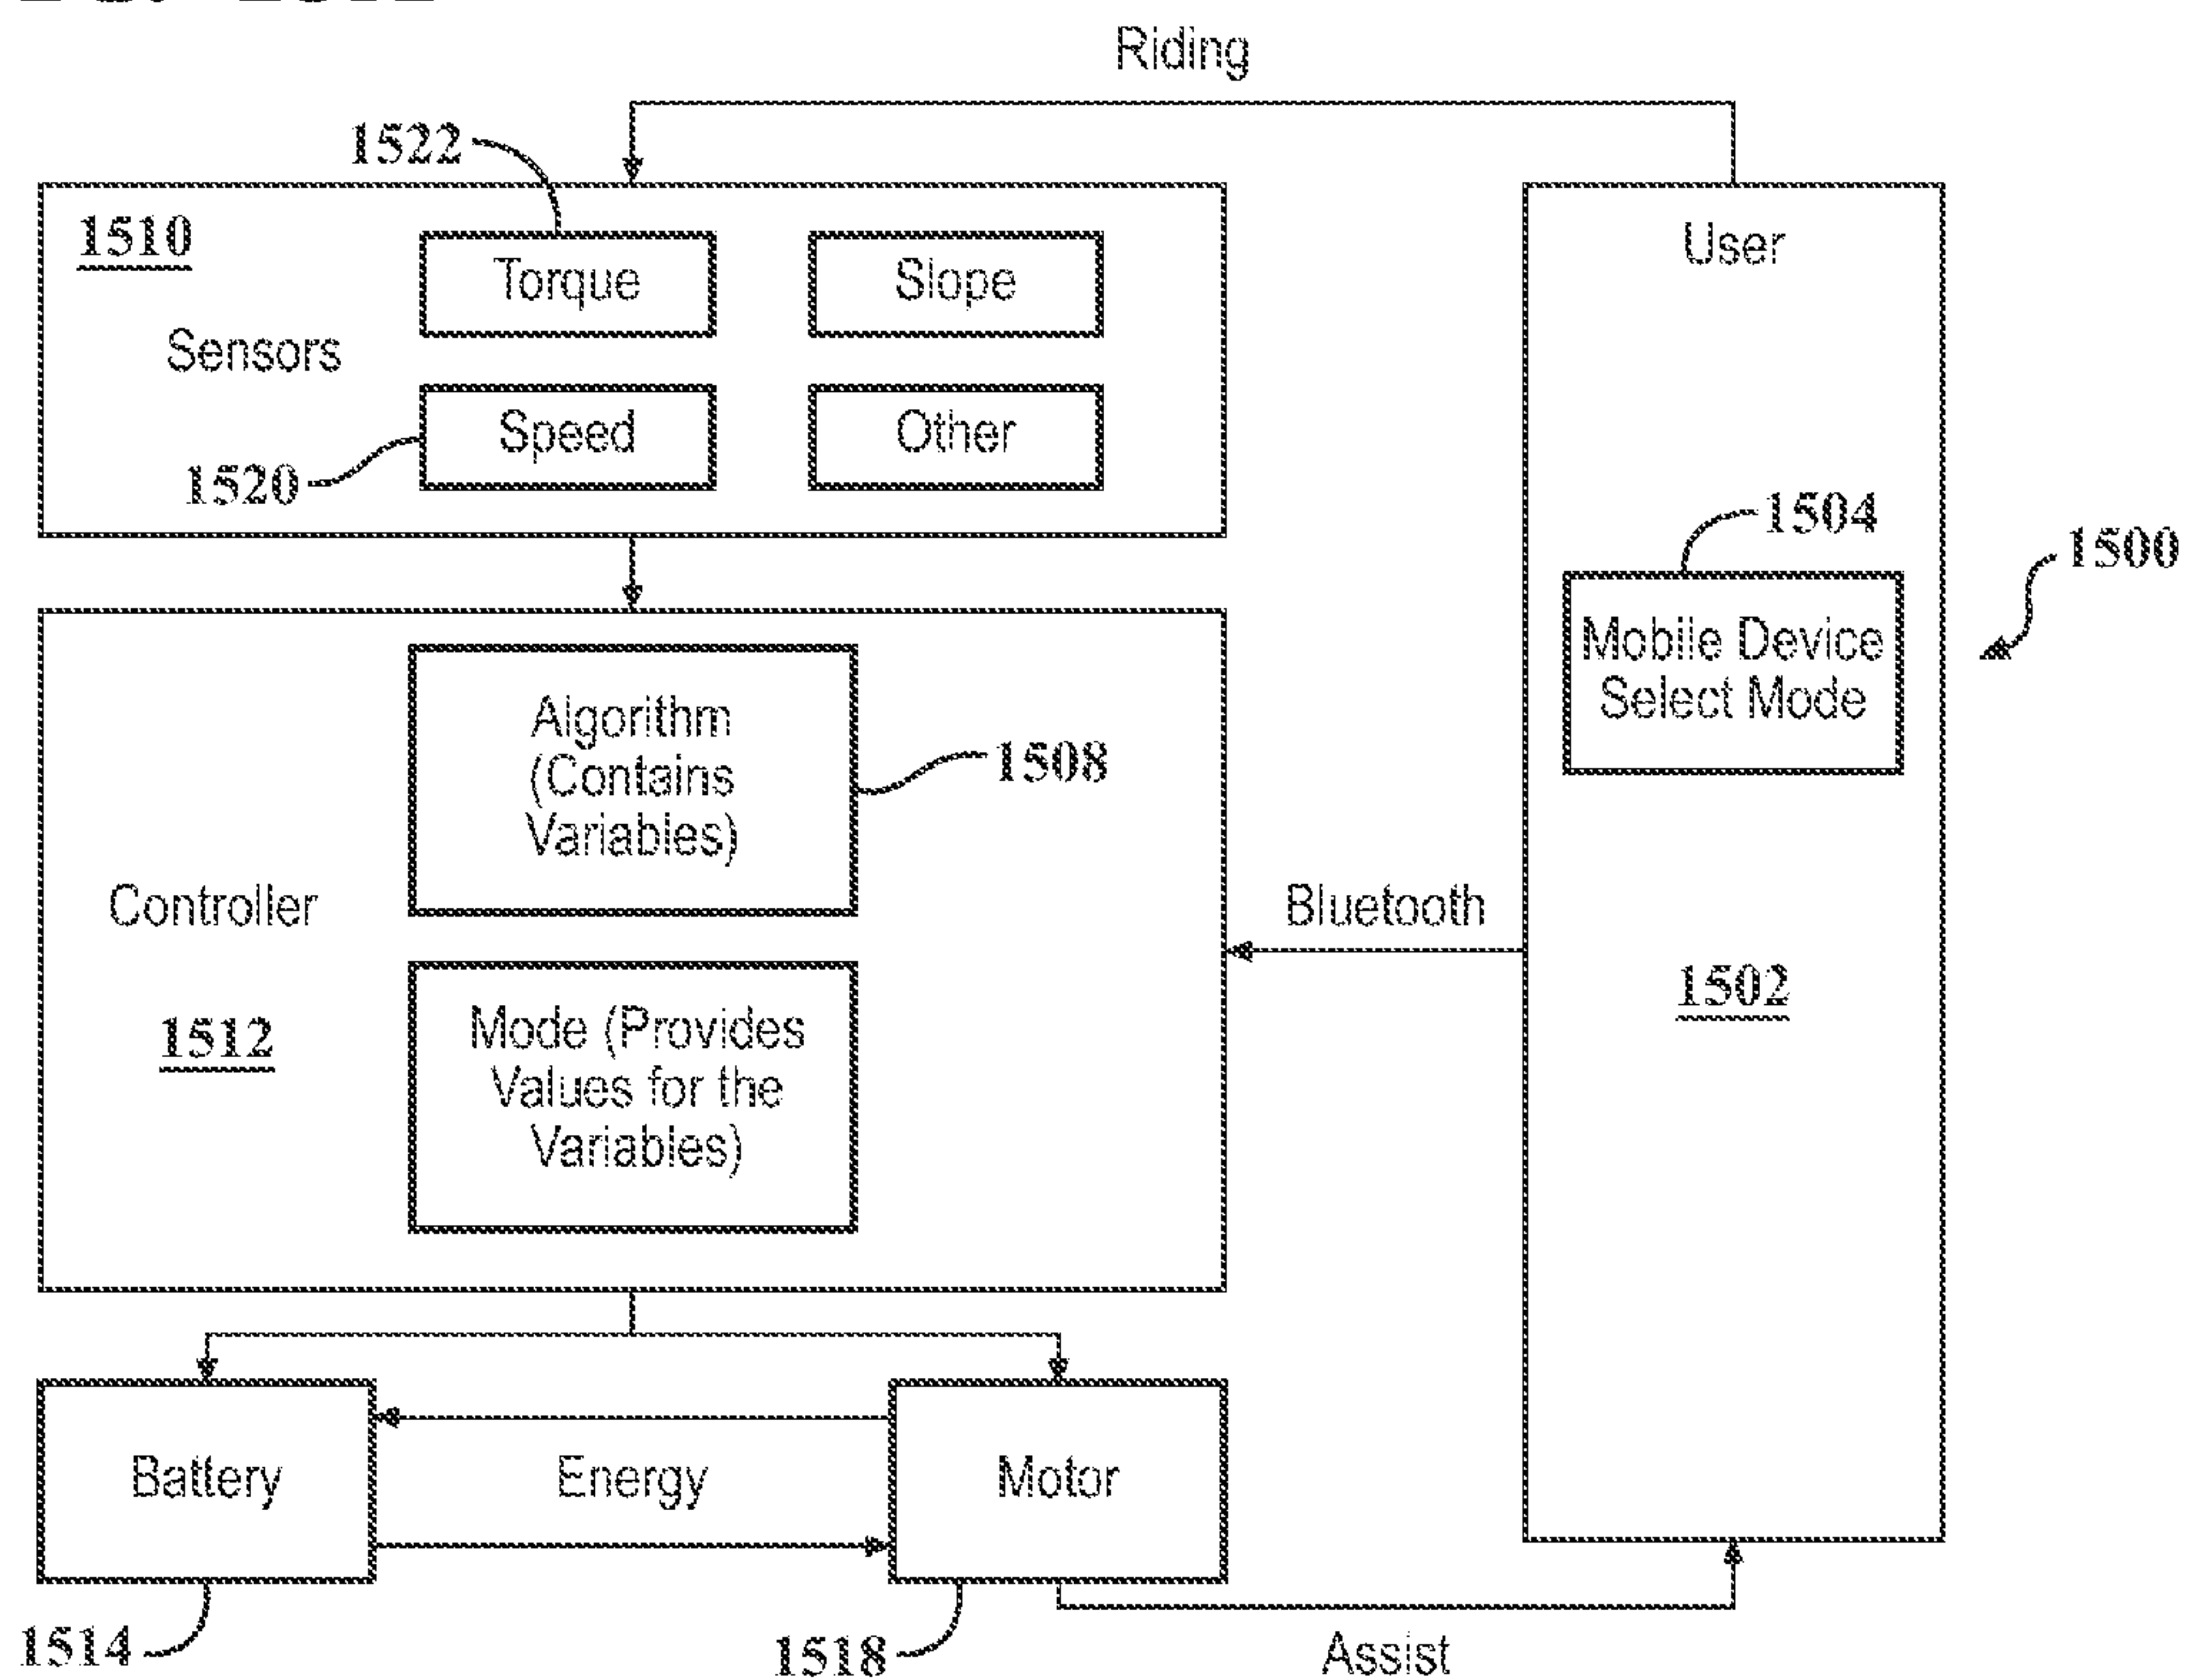 Riding
1522
1510
Torque
Slope
User
Sensors
Speed
Other
1520
1504
1500
Mobile Device
Select Mode
Algorithm
(Contains
Variables)
1508
Controller
Bluetooth
1502
1512
Mode (Provides
Values for the
Variables)
Battery
Energy
Motor
1514
1518
Assist